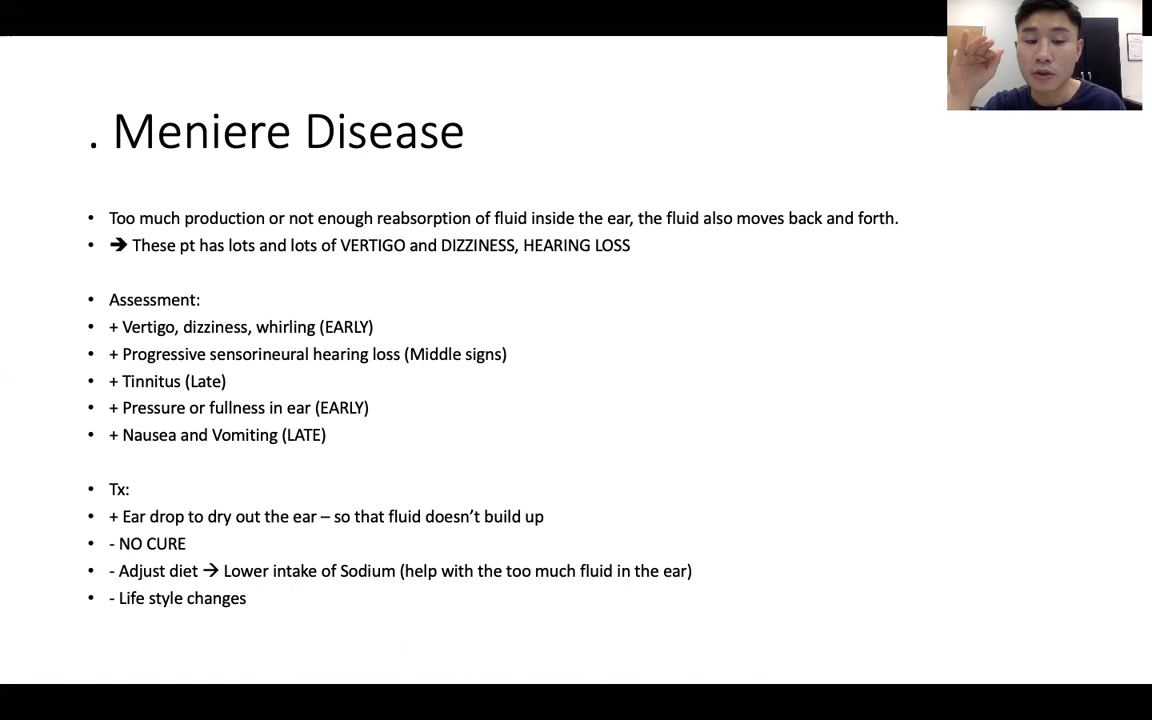 . Meniere Disease
• Too much production or not enough reabsorption of fluid inside the ear, the fluid also moves back and forth.
• ➔ These pt has lots and lots of VERTIGO and DIZZINESS, HEARING LOSS
• Assessment:
• + Vertigo, dizziness, whirling (EARLY)
• + Progressive sensorineural hearing loss (Middle signs)
• + Tinnitus (Late)
• + Pressure or fullness in ear (EARLY)
• + Nausea and Vomiting (LATE)
• Tx:
• + Ear drop to dry out the ear – so that fluid doesn’t build up
• - NO CURE
• - Adjust diet → Lower intake of Sodium (help with the too much fluid in the ear)
• - Life style changes